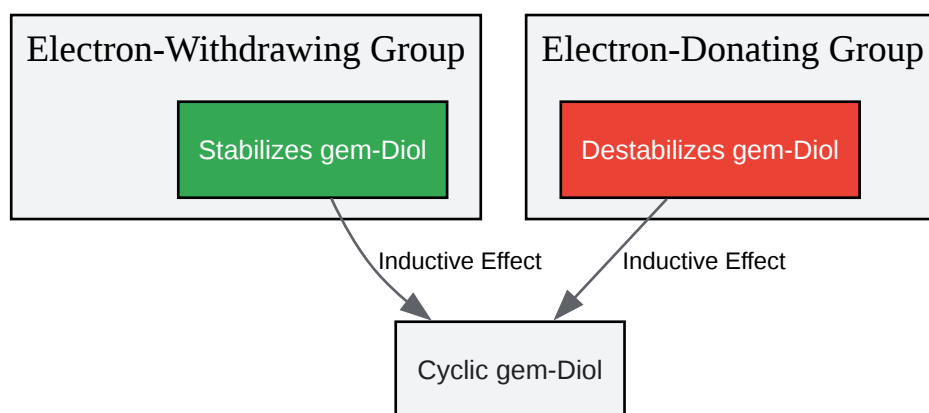 Electron-Withdrawing Group
Electron-Donating Group
Stabilizes gem-Diol
Destabilizes gem-Diol
Inductive Effect
Inductive Effect
Cyclic gem-Diol